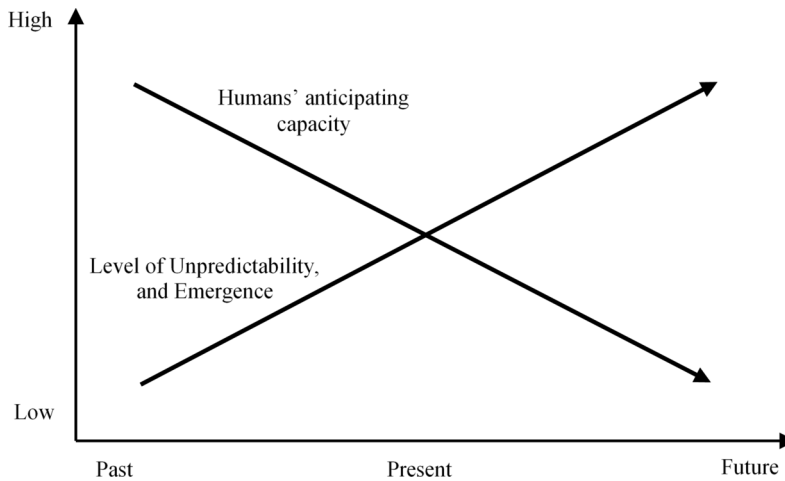 High
Humans’ anticipating
capacity
Level of Unpredictability,
and Emergence
Low
Past
Present
Future